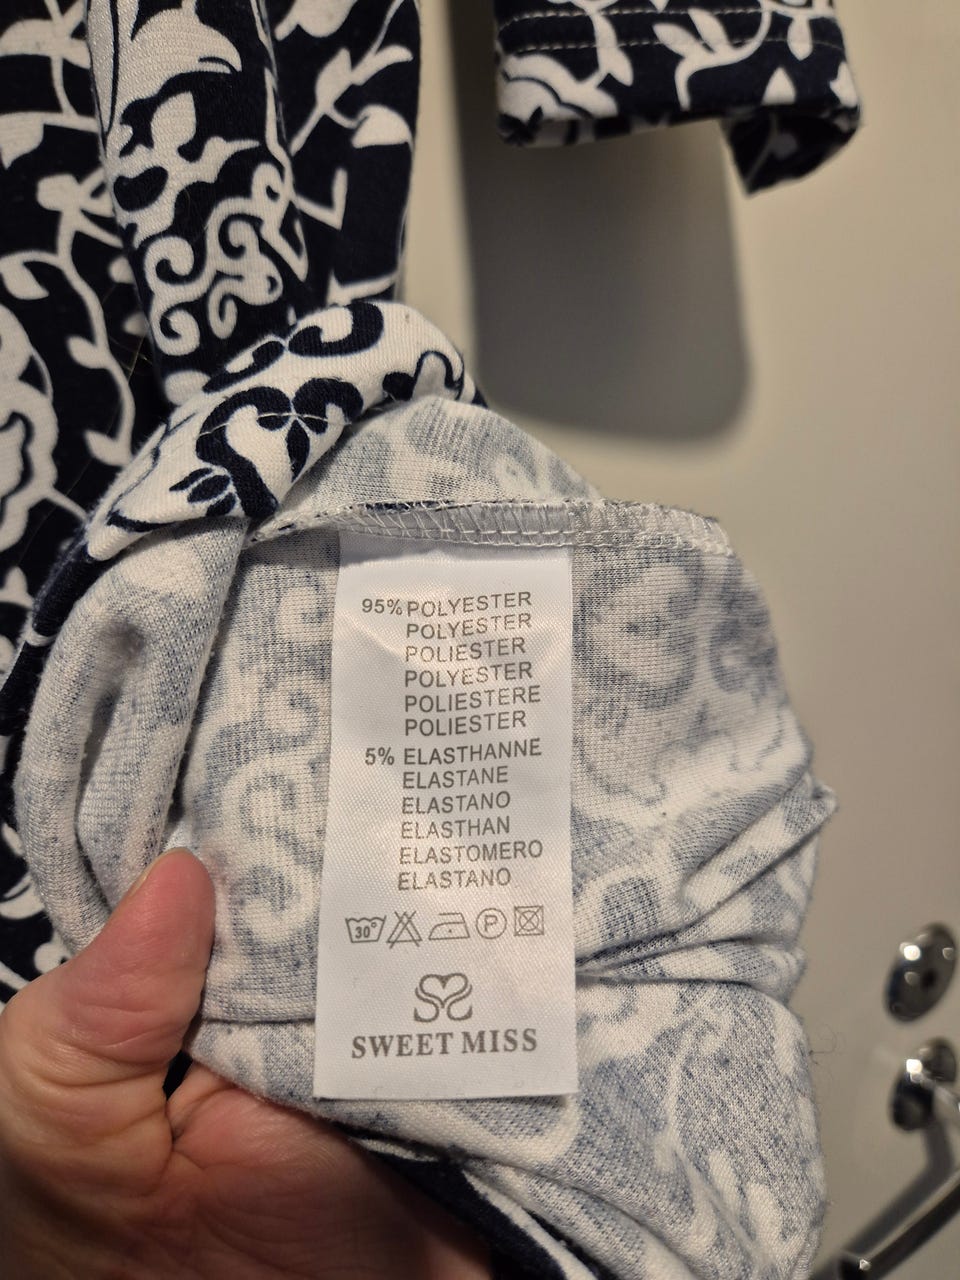 95% POLYESTER
POLYESTER
POLIESTER
POLYESTER
POLIESTERE
POLIESTER
5% ELASTHANNE
ELASTANE
ELASTANO
ELASTHAN
ELASTOMERO
ELASTANO
30° P
SWEET MISS